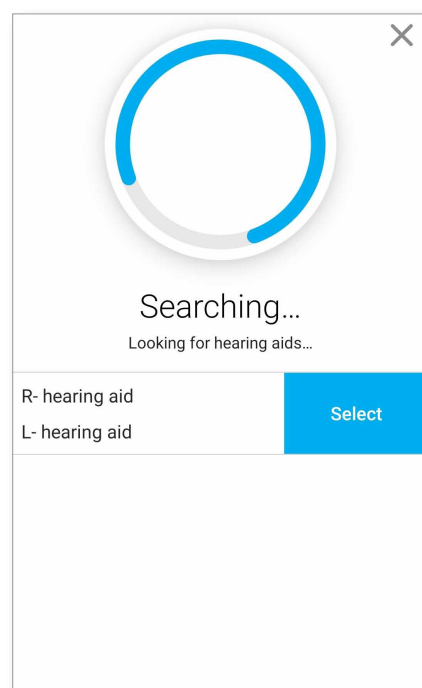 Searching...
Looking for hearing aids...
R- hearing aid
Select
L- hearing aid